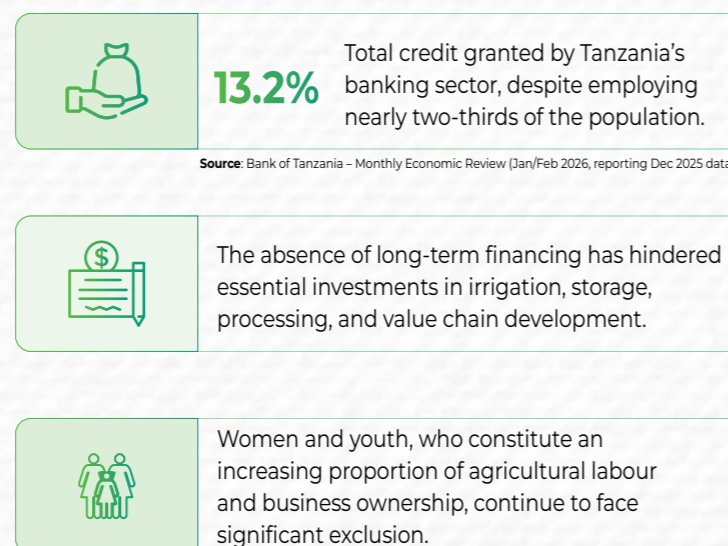 13.2%
Total credit granted by Tanzania's
banking sector, despite employing
nearly two-thirds of the population.
Source: Bank of Tanzania – Monthly Economic Review (Jan/Feb 2026, reporting Dec 2025 data
$
The absence of long-term financing has hindered
essential investments in irrigation, storage,
processing, and value chain development.
Women and youth, who constitute an
increasing proportion of agricultural labour
and business ownership, continue to face
significant exclusion.